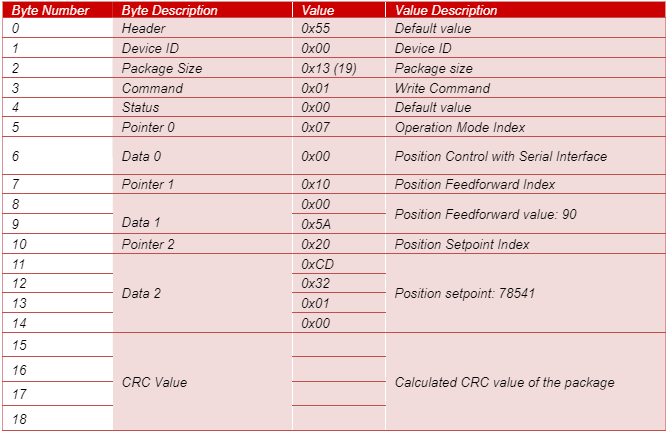 Byte Number Byte Description Value Value Description
0 Header 0x55 Default value
1 Device ID 0x00 Device ID
2 Package Size 0x13 (19) Package size
3 Command 0x01 Write Command
4 Status 0x00 Default value
5 Pointer 0 0x07 Operation Mode Index
6 Data 0 0x00 Position Control with Serial Interface
7 Pointer 1 0x10 Position Feedforward Index
8 0x00
Position Feedforward value: 90
9 Data 1 0x5A
10 Pointer 2 0x20 Position Setpoint Index
11 0xCD
12 0x32
Data 2 Position setpoint: 78541
13 0x01
14 0x00
15
16
CRC Value Calculated CRC value of the package
17
18